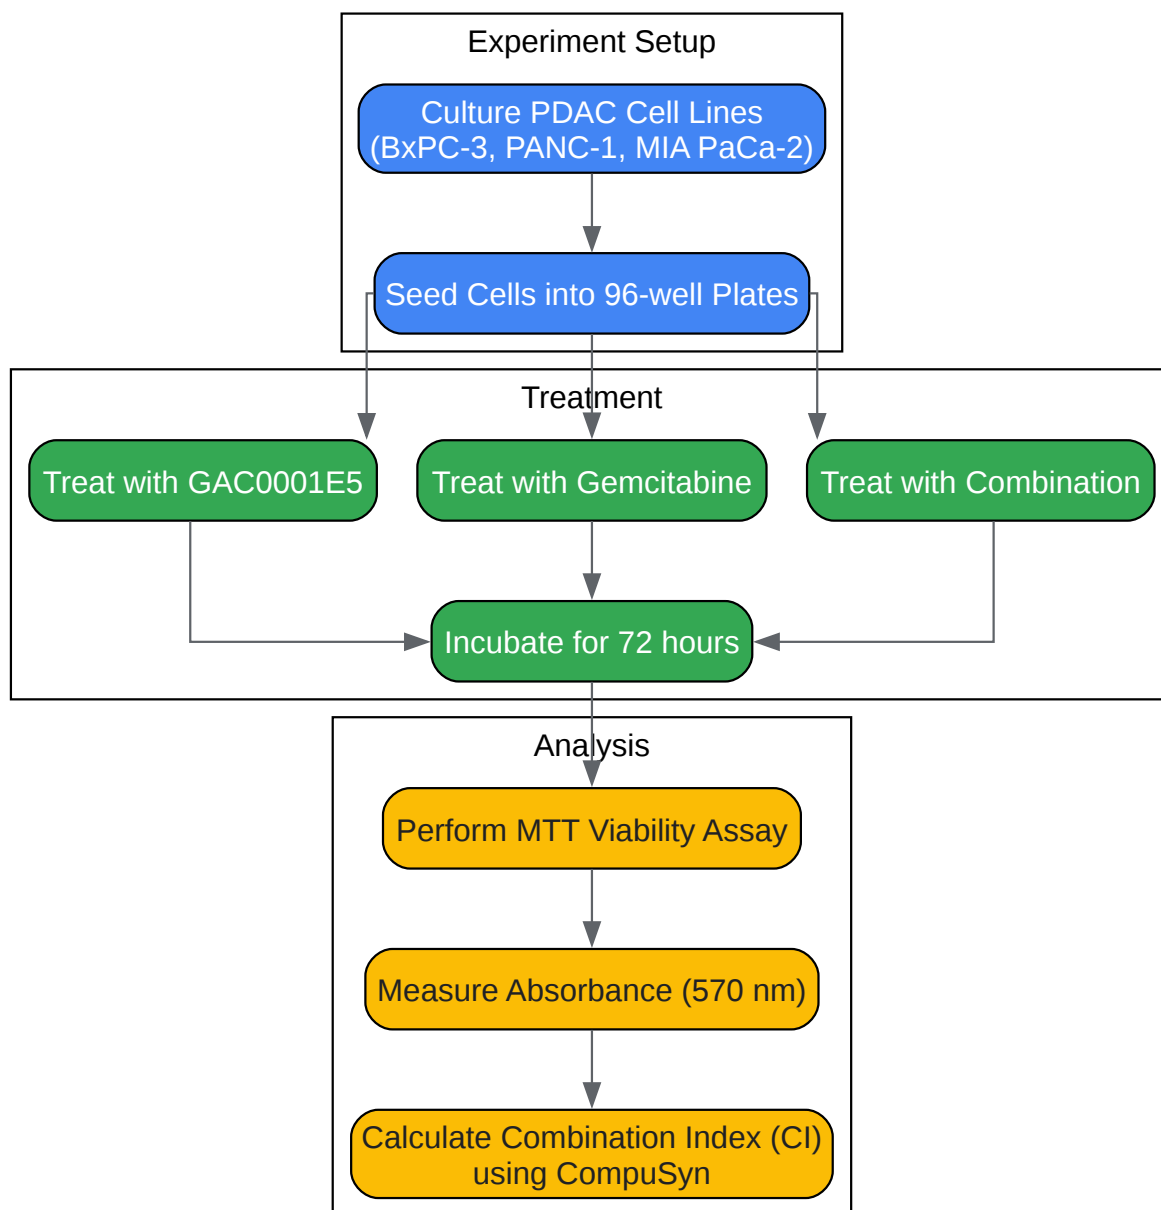 Experiment Setup
Culture PDAC Cell Lines
(BxPC-3, PANC-1, MIA PaCa-2)
Seed Cells into 96-well Plates
Treatment
Treat with GAC0001E5
Treat with Gemcitabine
Treat with Combination
Incubate for 72 hours
Analysis
Perform MTT Viability Assay
Measure Absorbance (570 nm)
Calculate Combination Index (CI)
using CompuSyn